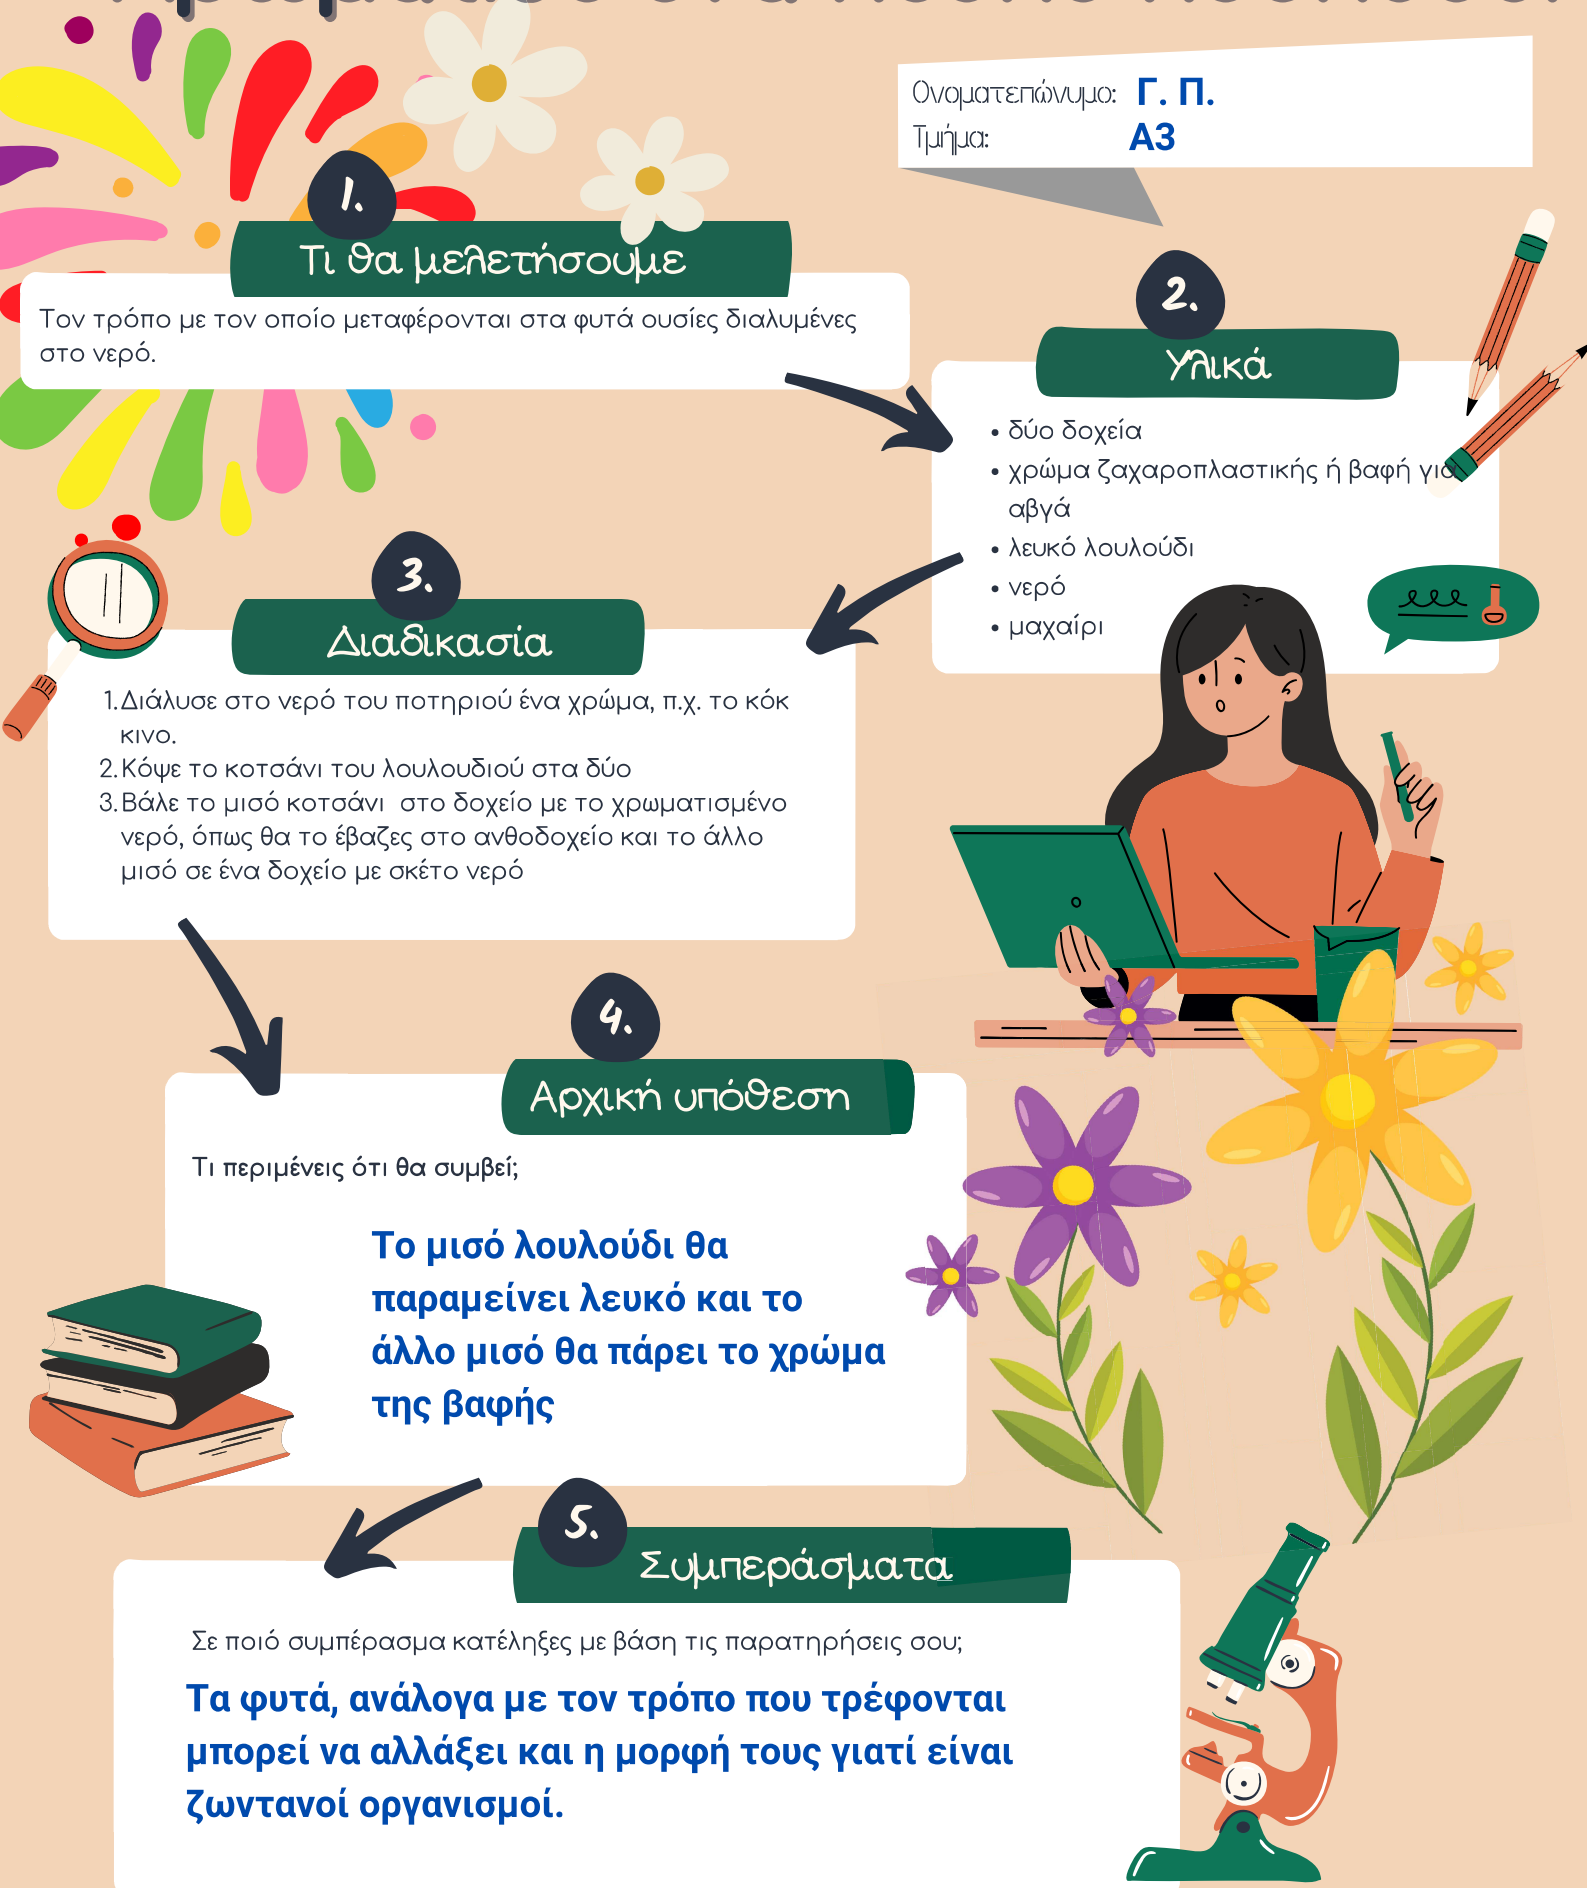 Ονοματεπώνυμο: Γ. Π.
Τμήμα: Α3
1.
Τι θα μελετήσουμε
Τον τρόπο με τον οποίο μεταφέρονται στα φυτά ουσίες διαλυμένες
στο νερό.
2.
Υλικά
• δύο δοχεία
• χρώμα ζαχαροπλαστικής ή βαφή για
αβγά
• λευκό λουλούδι
• νερό
• μαχαίρι
3.
Διαδικασία
1. Διάλυσε στο νερό του ποτηριού ένα χρώμα, π.χ. το κόκ
κινο.
2. Κόψε το κοτσάνι του λουλουδιού στα δύο
3. Βάλε το μισό κοτσάνι στο δοχείο με το χρωματισμένο
νερό, όπως θα το έβαζες στο ανθοδοχείο και το άλλο
μισό σε ένα δοχείο με σκέτο νερό
4.
Αρχική υπόθεση
Τι περιμένεις ότι θα συμβεί;
Το μισό λουλούδι θα
παραμείνει λευκό και το
άλλο μισό θα πάρει το χρώμα
της βαφής
5.
Συμπεράσματα
Σε ποιό συμπέρασμα κατέληξες με βάση τις παρατηρήσεις σου;
Τα φυτά, ανάλογα με τον τρόπο που τρέφονται
μπορεί να αλλάξει και η μορφή τους γιατί είναι
ζωντανοί οργανισμοί.